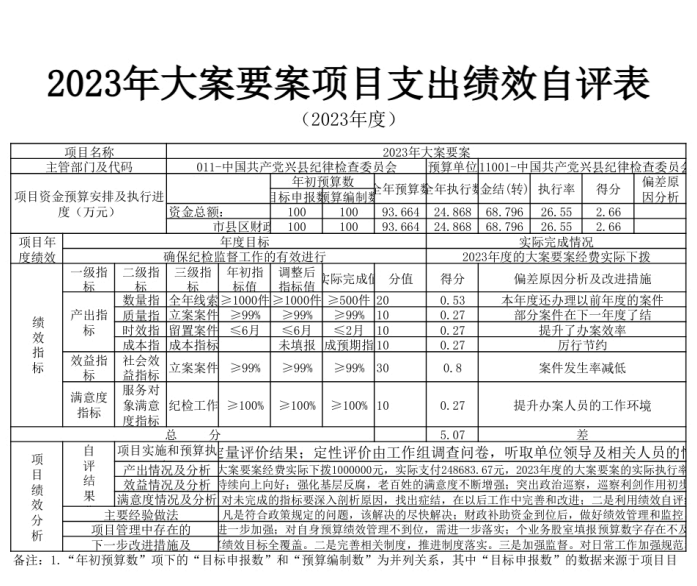 2023年大案要案项目支出绩效自评表
（2023年度）
项目名称 2023年大案要案
主管部门及代码 011-中国共产党兴县纪律检查委员会 预算单位 11001-中国共产党兴县纪律检查委员会
项目资金预算安排及执行进度（万元） 年初预算数 全年预算数 全年执行数 金结(转) 执行率 得分 偏差原因分析
目标申报数 预算编制数
资金总额： 100 100 93.664 24.868 68.796 26.55 2.66
市县区财政 100 100 93.664 24.868 68.796 26.55 2.66
项目年度绩效 年度目标 实际完成情况
确保纪检监督工作的有效进行 2023年度的大案要案经费实际下拨
绩效指标 一级指标 二级指标 三级指标 年初指标值 调整后指标值 实际完成值 分值 得分 偏差原因分析及改进措施
产出指标 数量指 全年线索 ≥1000件 ≥1000件 ≥500件 20 0.53 本年度还办理以前年度的案件
质量指 立案案件 ≥99% ≥99% ≥99% 10 0.27 部分案件在下一年度了结
时效指 留置案件 ≤6月 ≤6月 ≤2月 10 0.27 提升了办案效率
成本指 成本指标 未填报 成预期指 10 0.27 厉行节约
效益指标 社会效益指标 立案案件 ≥99% ≥99% ≥99% 30 0.8 案件发生率减低
满意度指标 服务对象满意度指标 纪检工作 ≥100% ≥100% ≥100% 10 0.27 提升办案人员的工作环境
总 分 5.07 差
项目绩效分析 自评结果 项目实施和预算执 定量评价结果；定性评价由工作组调查问卷，听取单位领导及相关人员的情
产出情况及分析 大案要案经费实际下拨1000000元，实际支付248683.67元，2023年度的大案要案的实际执行率
效益情况及分析 持续向上向好；强化基层反腐，老百姓的满意度不断增强；突出政治巡察，巡察利剑作用初步
满意度情况及分析 对未完成的指标要深入剖析原因，找出症结，在以后工作中完善和改进；二是利用绩效自评
主要经验做法 凡是符合政策规定的问题，该解决的尽快解决；财政补助资金到位后，做好绩效管理和监控
项目管理中存在的 进一步加强；对自身预算绩效管理不到位，需进一步落实；个业务股室填报预算数字存在不及
下一步改进措施及 绩效目标全覆盖。二是完善相关制度，推进制度落实。三是加强监督。对日常工作加强规范
备注：1.“年初预算数”项下的“目标申报数”和“预算编制数”为并列关系，其中“目标申报数”的数据来源于项目目